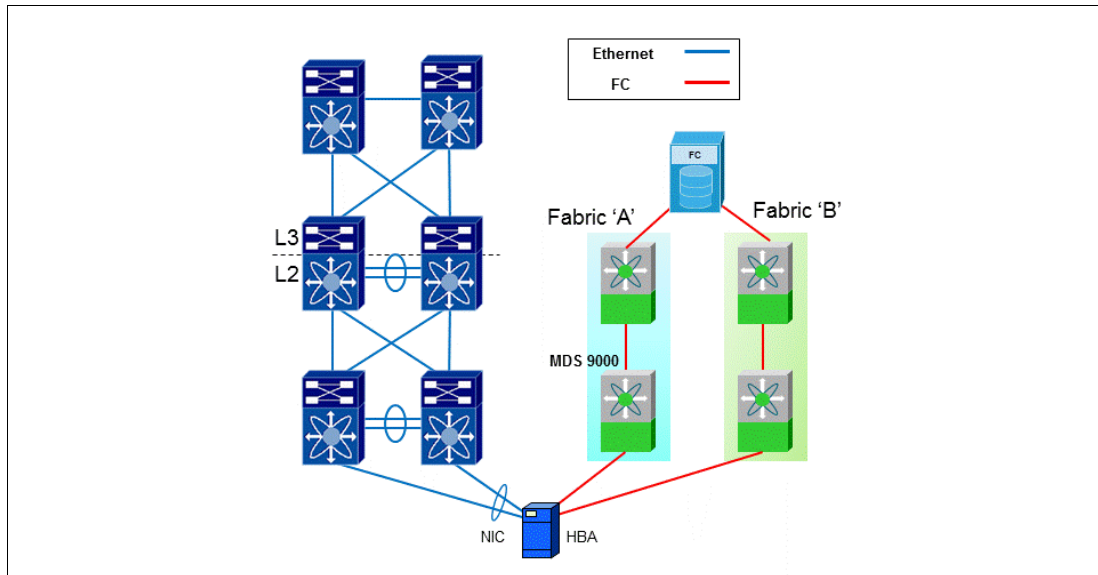 Ethernet
FC
FC
Fabric ‘A’
Fabric ‘B’
L3
L2
MDS 9000
NIC
HBA